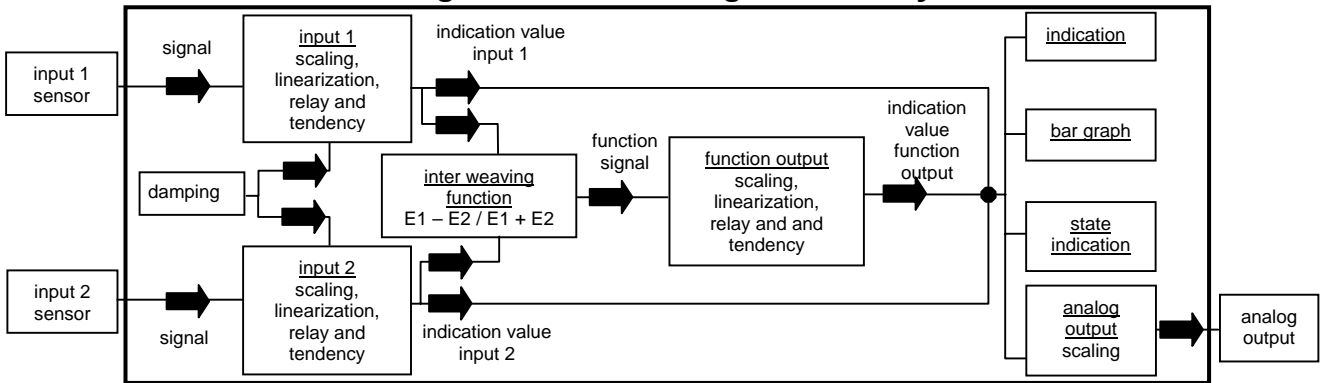 input 1
sensor
signal
input 1
scaling,
linearization,
relay and
tendency
indication value
input 1
damping
inter weaving
function
E1 – E2 / E1 + E2
function
signal
function output
scaling,
linearization,
relay and and
tendency
indication
value
function
output
indication
bar graph
state
indication
analog
output
scaling
analog
output
input 2
sensor
signal
input 2
scaling,
linearization,
relay and
tendency
indication value
input 2